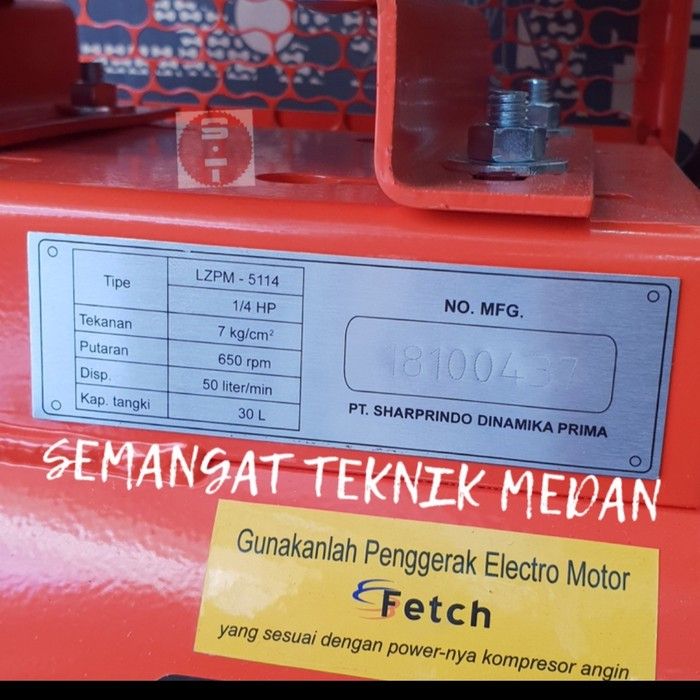 S.T
Tipe LZPM - 5114
1/4 HP
Tekanan 7 kg/cm²
Putaran 650 rpm
Disp. 50 liter/min
Kap. tangki 30 L
NO. MFG.
PT. SHARPRINDO DINAMIKA PRIMA
SEMANGAT TEKNIK MEDAN
Gunakanlah Penggerak Electro Motor
Fetch
yang sesuai dengan power-nya kompresor angin